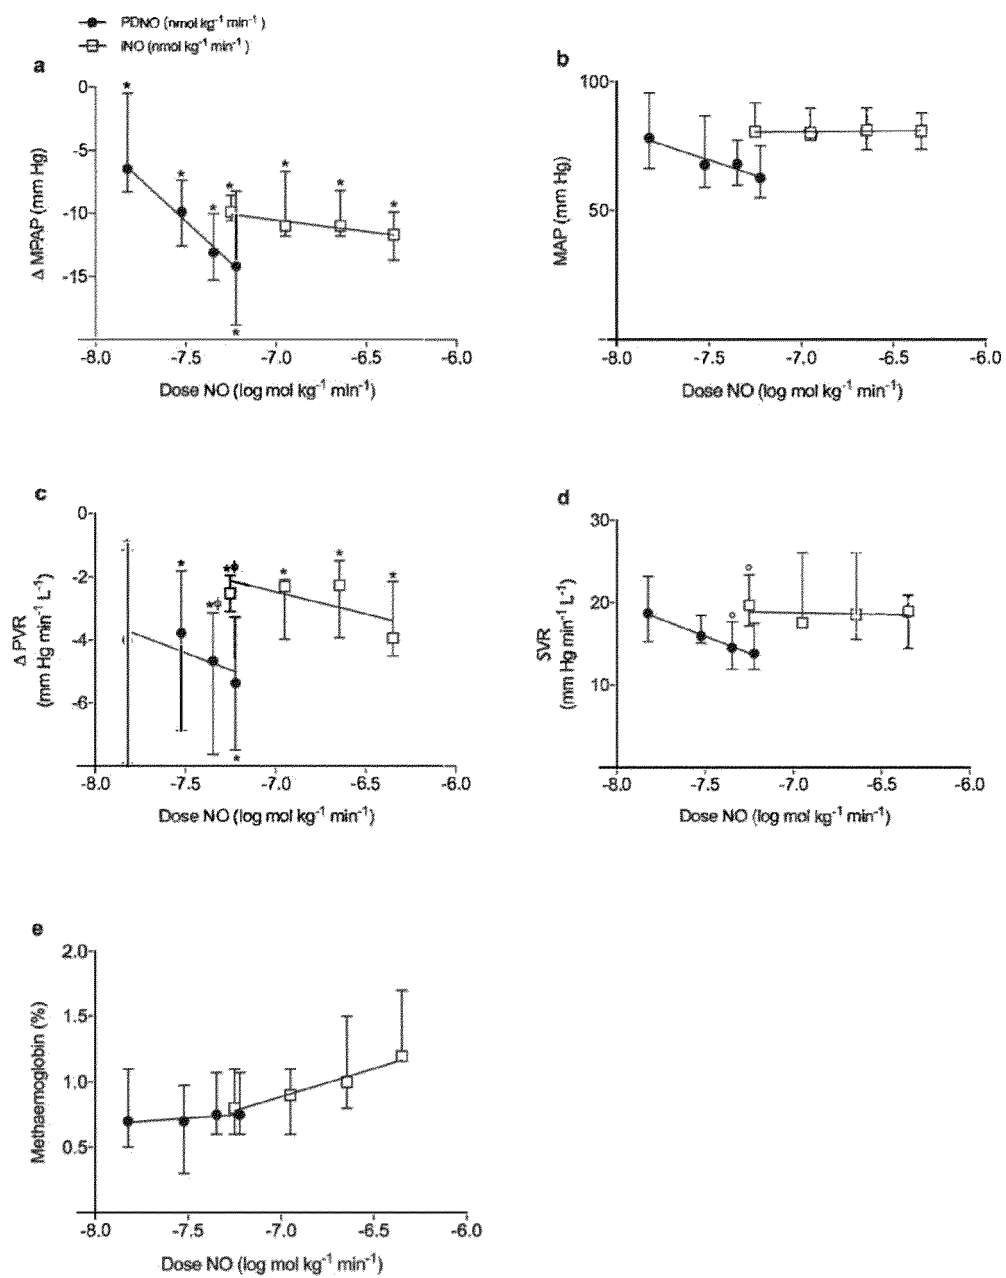 PDNO (nmol kg⁻¹ min⁻¹)
iNO (nmol kg⁻¹ min⁻¹)
a
Δ MPAP (mm Hg)
0
-5
-10
-15
* * * * * * * *
-8.0 -7.5 -7.0 -6.5 -6.0
Dose NO (log mol kg⁻¹ min⁻¹)
b
MAP (mm Hg)
100
50
-8.0 -7.5 -7.0 -6.5 -6.0
Dose NO (log mol kg⁻¹ min⁻¹)
c
Δ PVR
(mm Hg min⁻¹ L⁻¹)
0
-2
-4
-6
* *ϕ *ϕ * * * *
-8.0 -7.5 -7.0 -6.5 -6.0
Dose NO (log mol kg⁻¹ min⁻¹)
d
SVR
(mm Hg min⁻¹ L⁻¹)
30
20
10
-8.0 -7.5 -7.0 -6.5 -6.0
Dose NO (log mol kg⁻¹ min⁻¹)
e
Methaemoglobin (%)
2.0
1.5
1.0
0.5
-8.0 -7.5 -7.0 -6.5 -6.0
Dose NO (log mol kg⁻¹ min⁻¹)